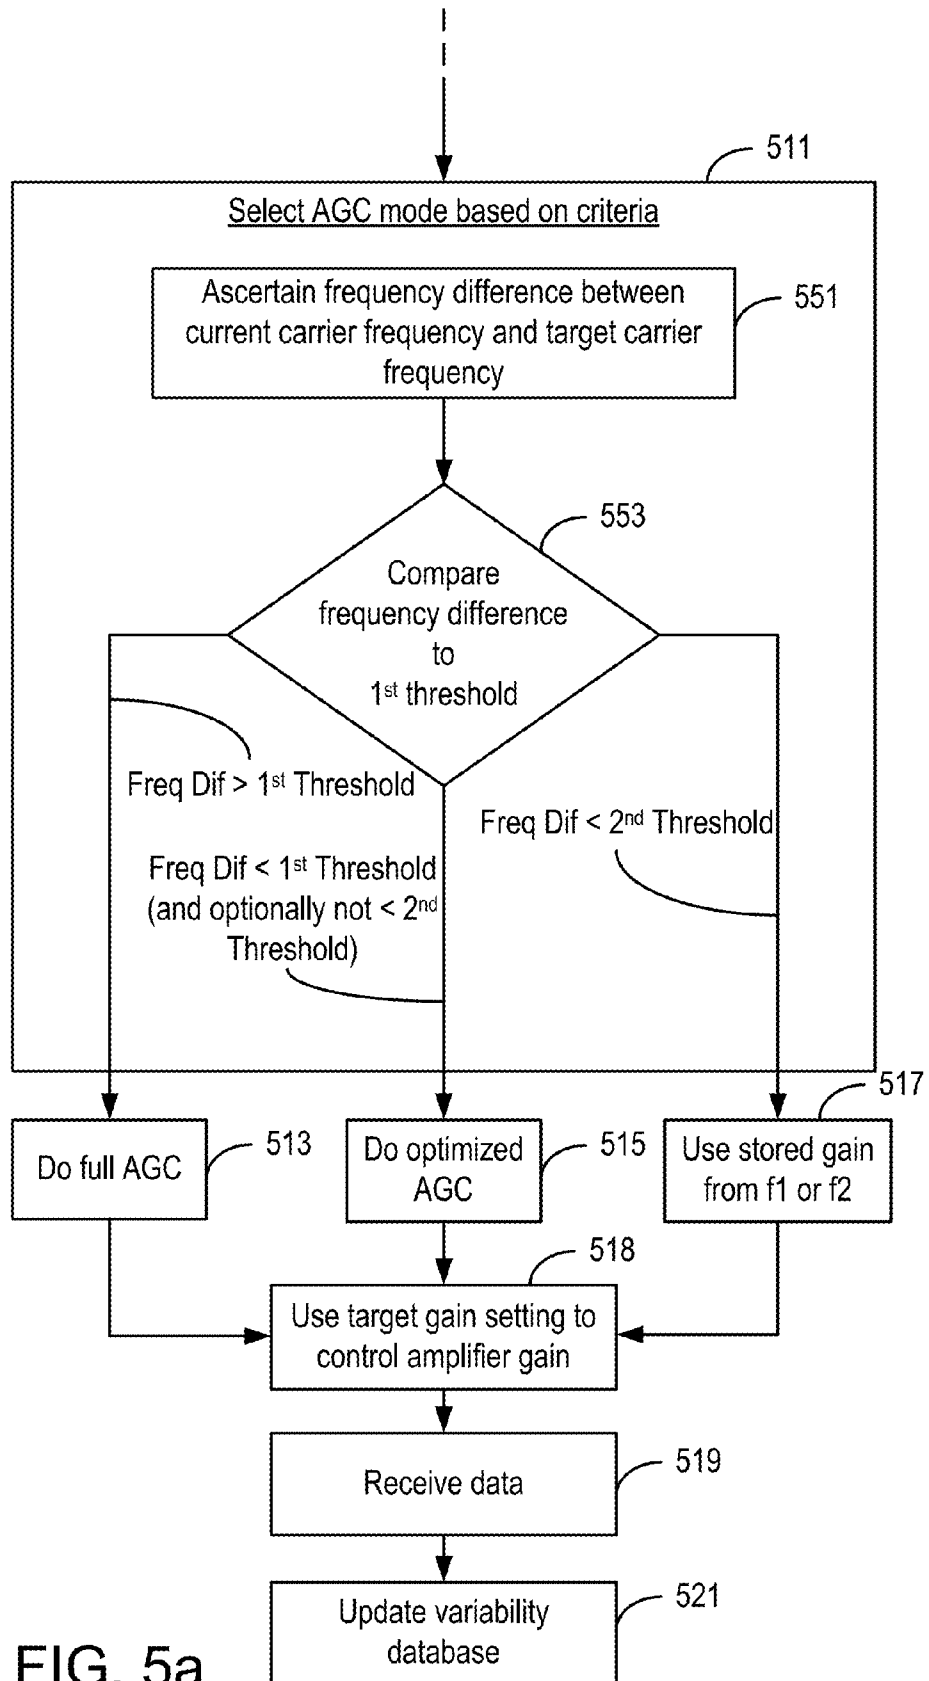 511
Select AGC mode based on criteria
Ascertain frequency difference between
current carrier frequency and target carrier
frequency
551
553
Compare
frequency difference
to
1st threshold
Freq Dif > 1st Threshold
Freq Dif < 2nd Threshold
Freq Dif < 1st Threshold
(and optionally not < 2nd
Threshold)
517
Do full AGC
513
Do optimized
AGC
515
Use stored gain
from f1 or f2
518
Use target gain setting to
control amplifier gain
Receive data
519
Update variability
database
521
FIG. 5a